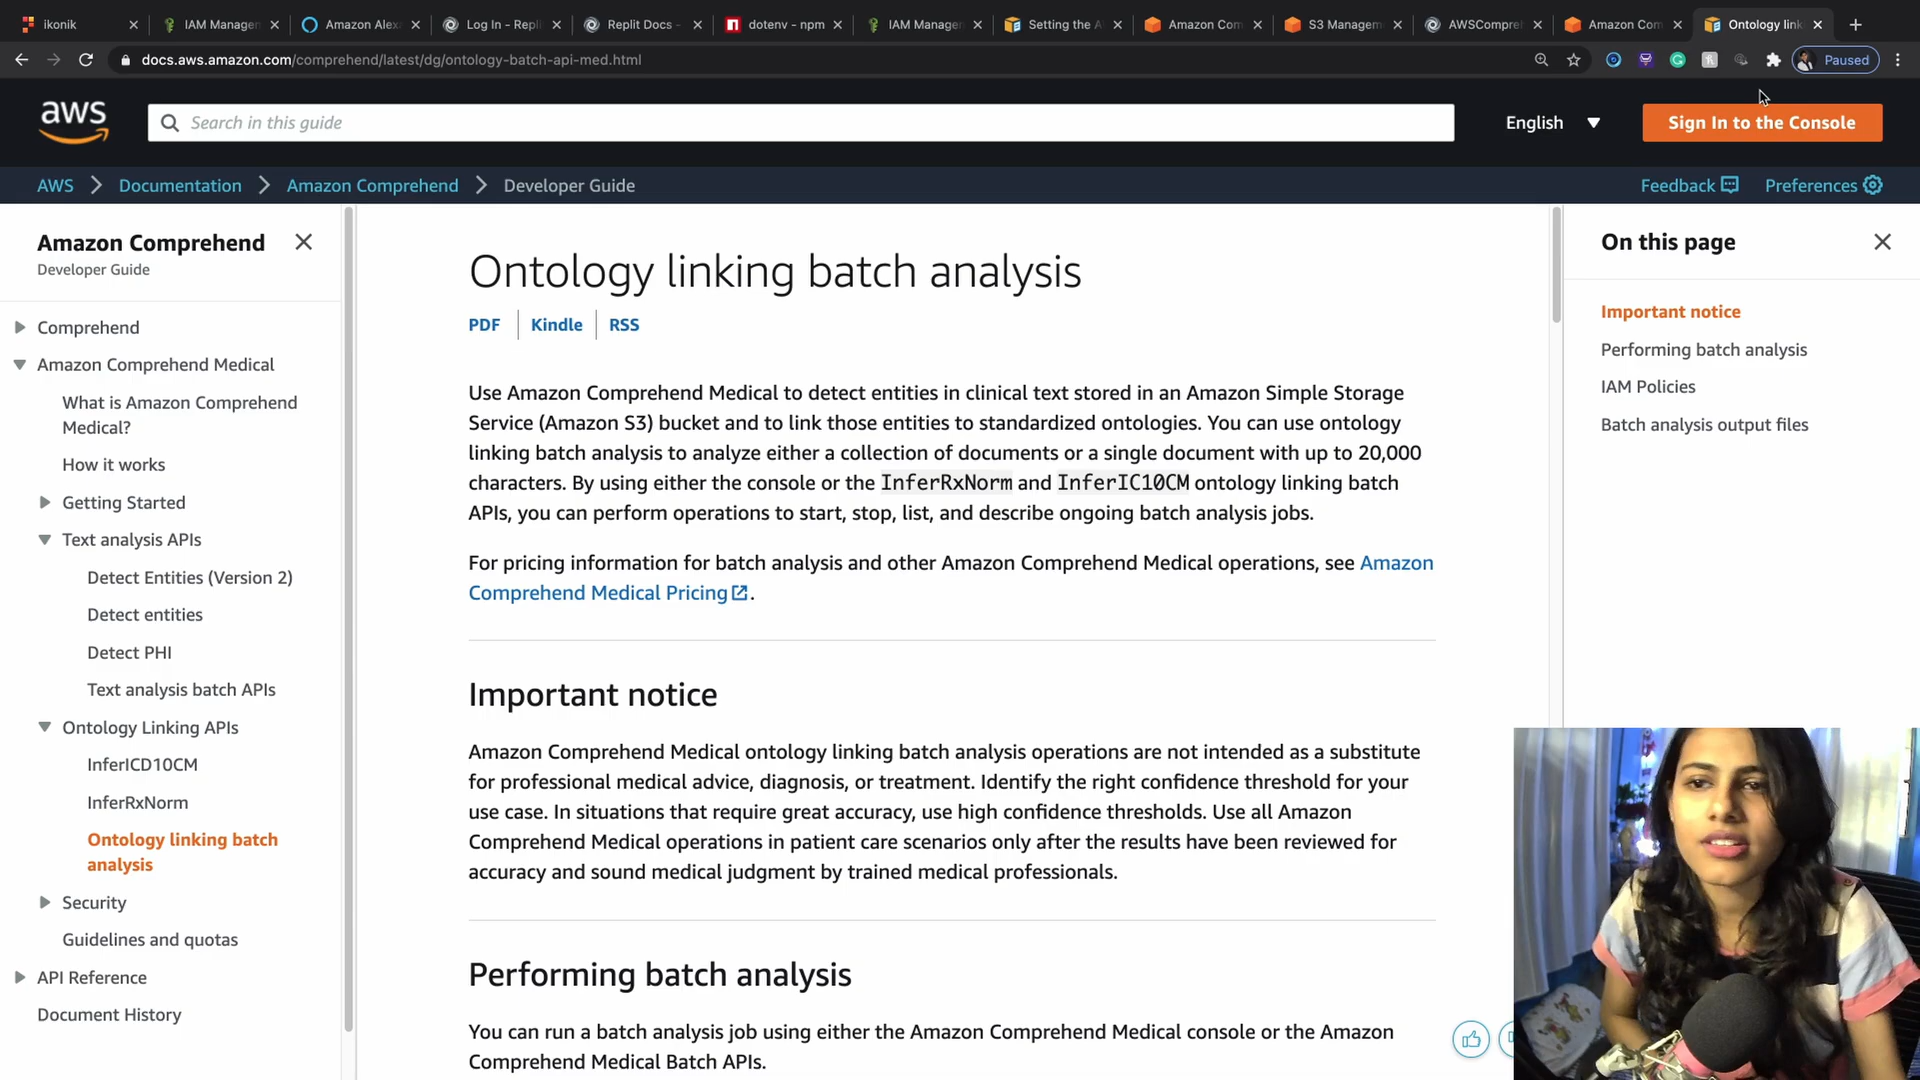 ikonik
IAM Manage
Amazon Alex
Log In - Repl
Replit Docs -
dotenv - npm
IAM Manage
Setting the A
Amazon Com
S3 Managem
AWSCompre
Amazon Com
Ontology link
docs.aws.amazon.com/comprehend/latest/dg/ontology-batch-api-med.html
Paused
aws
Search in this guide
English
Sign In to the Console
AWS > Documentation > Amazon Comprehend > Developer Guide
Feedback
Preferences
Amazon Comprehend
Developer Guide
Comprehend
Amazon Comprehend Medical
What is Amazon Comprehend
Medical?
How it works
Getting Started
Text analysis APIs
Detect Entities (Version 2)
Detect entities
Detect PHI
Text analysis batch APIs
Ontology Linking APIs
InferICD10CM
InferRxNorm
Ontology linking batch
analysis
Security
Guidelines and quotas
API Reference
Document History
Ontology linking batch analysis
PDF
Kindle
RSS
Use Amazon Comprehend Medical to detect entities in clinical text stored in an Amazon Simple Storage
Service (Amazon S3) bucket and to link those entities to standardized ontologies. You can use ontology
linking batch analysis to analyze either a collection of documents or a single document with up to 20,000
characters. By using either the console or the InferRxNorm and InferIC10CM ontology linking batch
APIs, you can perform operations to start, stop, list, and describe ongoing batch analysis jobs.
For pricing information for batch analysis and other Amazon Comprehend Medical operations, see Amazon
Comprehend Medical Pricing.
Important notice
Amazon Comprehend Medical ontology linking batch analysis operations are not intended as a substitute
for professional medical advice, diagnosis, or treatment. Identify the right confidence threshold for your
use case. In situations that require great accuracy, use high confidence thresholds. Use all Amazon
Comprehend Medical operations in patient care scenarios only after the results have been reviewed for
accuracy and sound medical judgment by trained medical professionals.
Performing batch analysis
You can run a batch analysis job using either the Amazon Comprehend Medical console or the Amazon
Comprehend Medical Batch APIs.
On this page
Important notice
Performing batch analysis
IAM Policies
Batch analysis output files